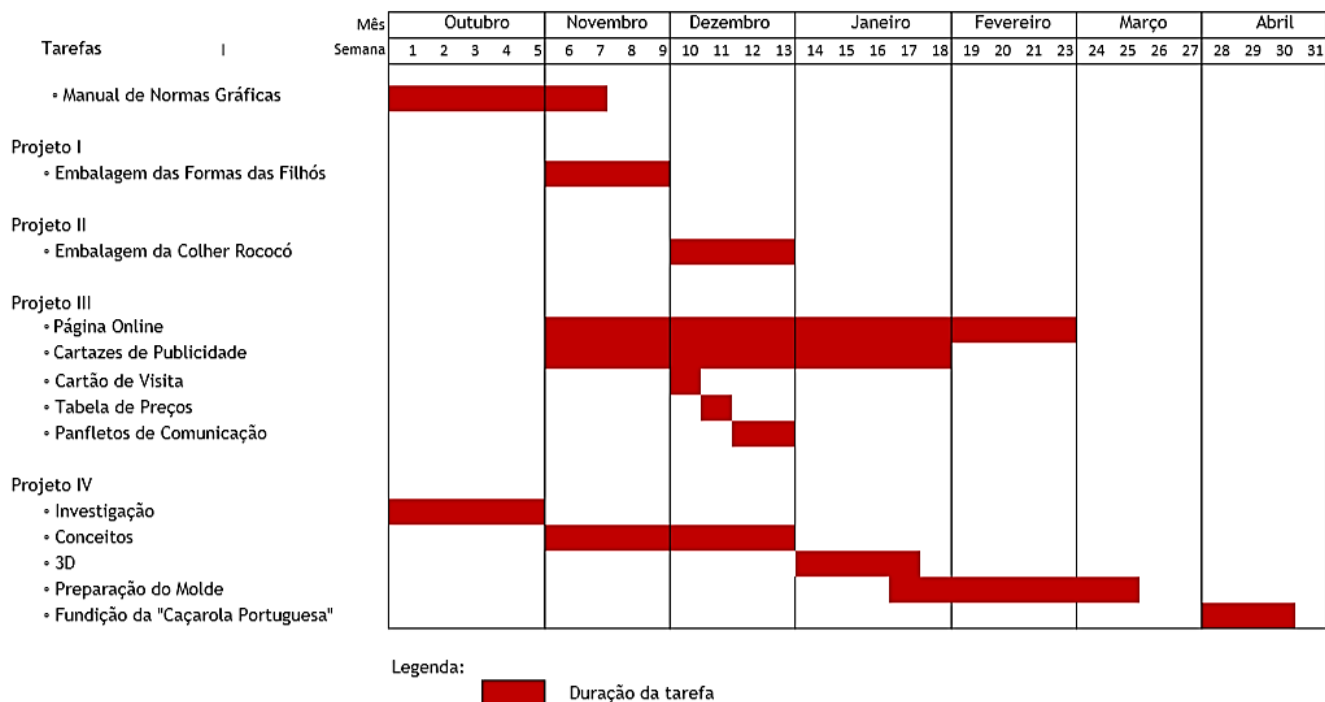 Mês Outubro Novembro Dezembro Janeiro Fevereiro Março Abril
Tarefas | Semana 1 2 3 4 5 6 7 8 9 10 11 12 13 14 15 16 17 18 19 20 21 23 24 25 26 27 28 29 30 31
◦ Manual de Normas Gráficas
Projeto I
◦ Embalagem das Formas das Filhós
Projeto II
◦ Embalagem da Colher Rococó
Projeto III
◦ Página Online
◦ Cartazes de Publicidade
◦ Cartão de Visita
◦ Tabela de Preços
◦ Panfletos de Comunicação
Projeto IV
◦ Investigação
◦ Conceitos
◦ 3D
◦ Preparação do Molde
◦ Fundição da "Caçarola Portuguesa"
Legenda:
Duração da tarefa